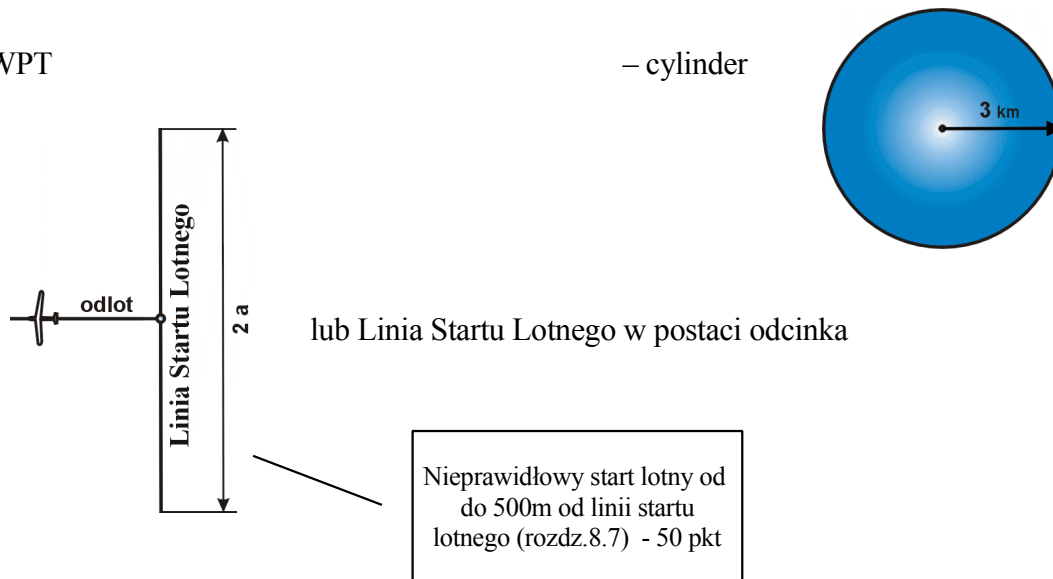 WPT
– cylinder
3 km
odlot
Linia Startu Lotnego
2 a
lub Linia Startu Lotnego w postaci odcinka
Nieprawidłowy start lotny od
do 500m od linii startu
lotnego (rozdz.8.7) - 50 pkt